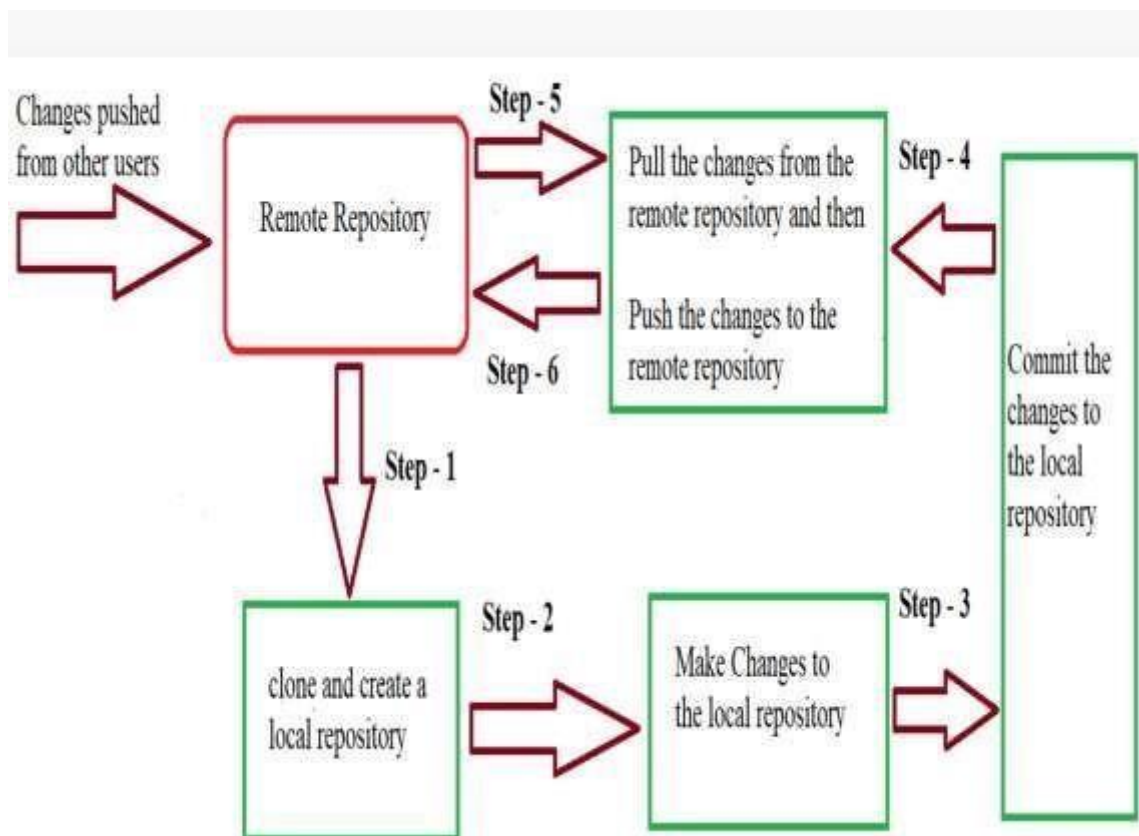 Changes pushed
from other users
Remote Repository
Step - 5
Pull the changes from the
remote repository and then
Push the changes to the
remote repository
Step - 4
Step - 6
Commit the
changes to
the local
repository
Step - 1
clone and create a
local repository
Step - 2
Make Changes to
the local repository
Step - 3